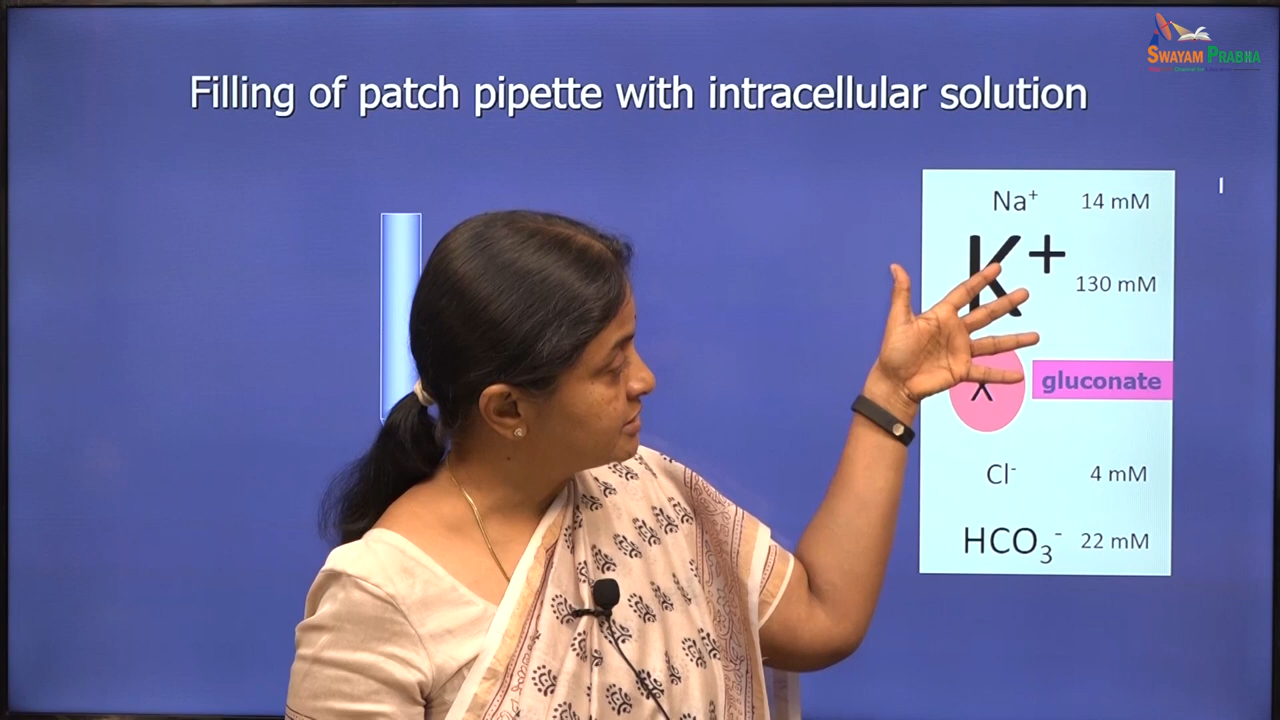 SWAYAM PRABHA
Filling of patch pipette with intracellular solution
Na⁺ 14 mM
K⁺ 130 mM
X⁻ gluconate
Cl⁻ 4 mM
HCO₃⁻ 22 mM